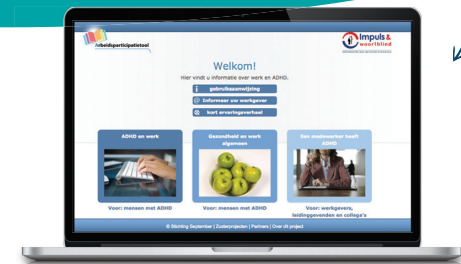 Arbeidsparticipatietool
Impuls &
woortblind
Welkom!
Hier vindt u informatie over werk en ADHD.
gebruiksaanwijzing
Informeer uw werkgever
kort ervaringsverhaal
ADHD en werk
Gezondheid en werk
algemeen
Een medewerker heeft
ADHD
Voor: mensen met ADHD
Voor: mensen met ADHD
Voor: werkgevers,
leidinggevenden en collega's
© Stichting September | Zusterprojecten | Partners | Over dit project